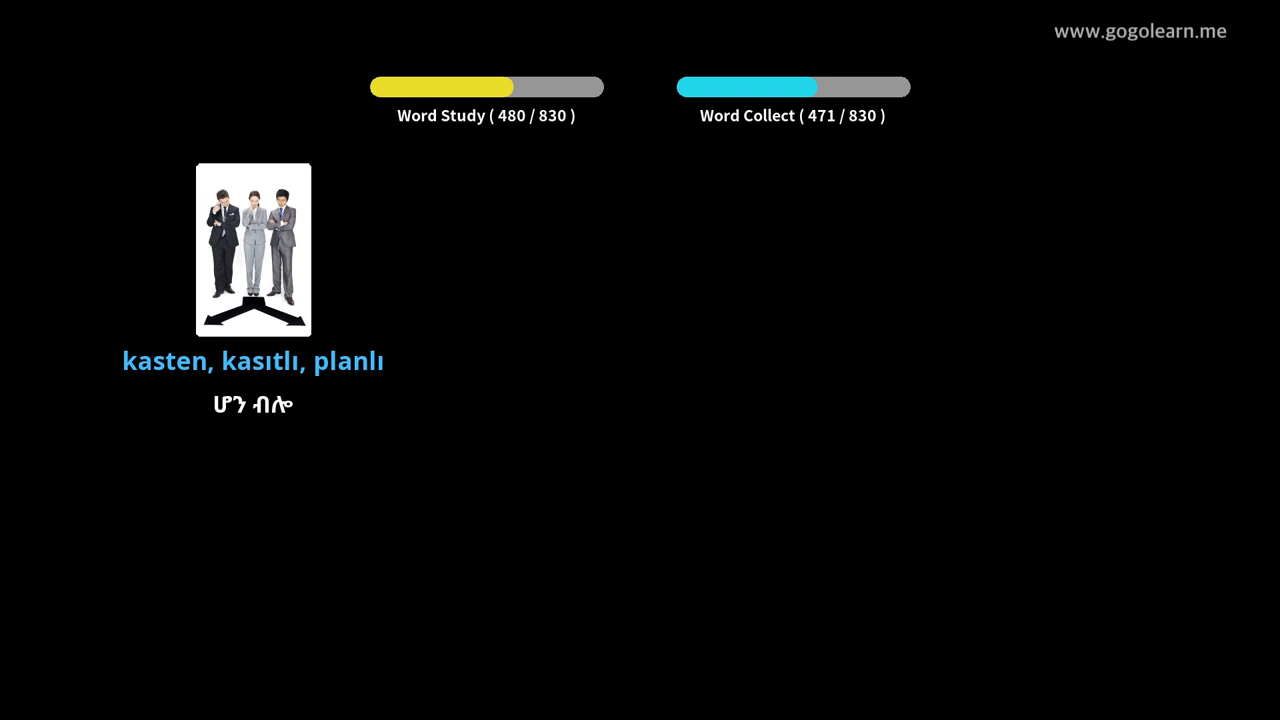 www.gogolearn.me
Word Study ( 480 / 830 )
Word Collect ( 471 / 830 )
kasten, kasıtlı, planlı
ሆን ብሎ